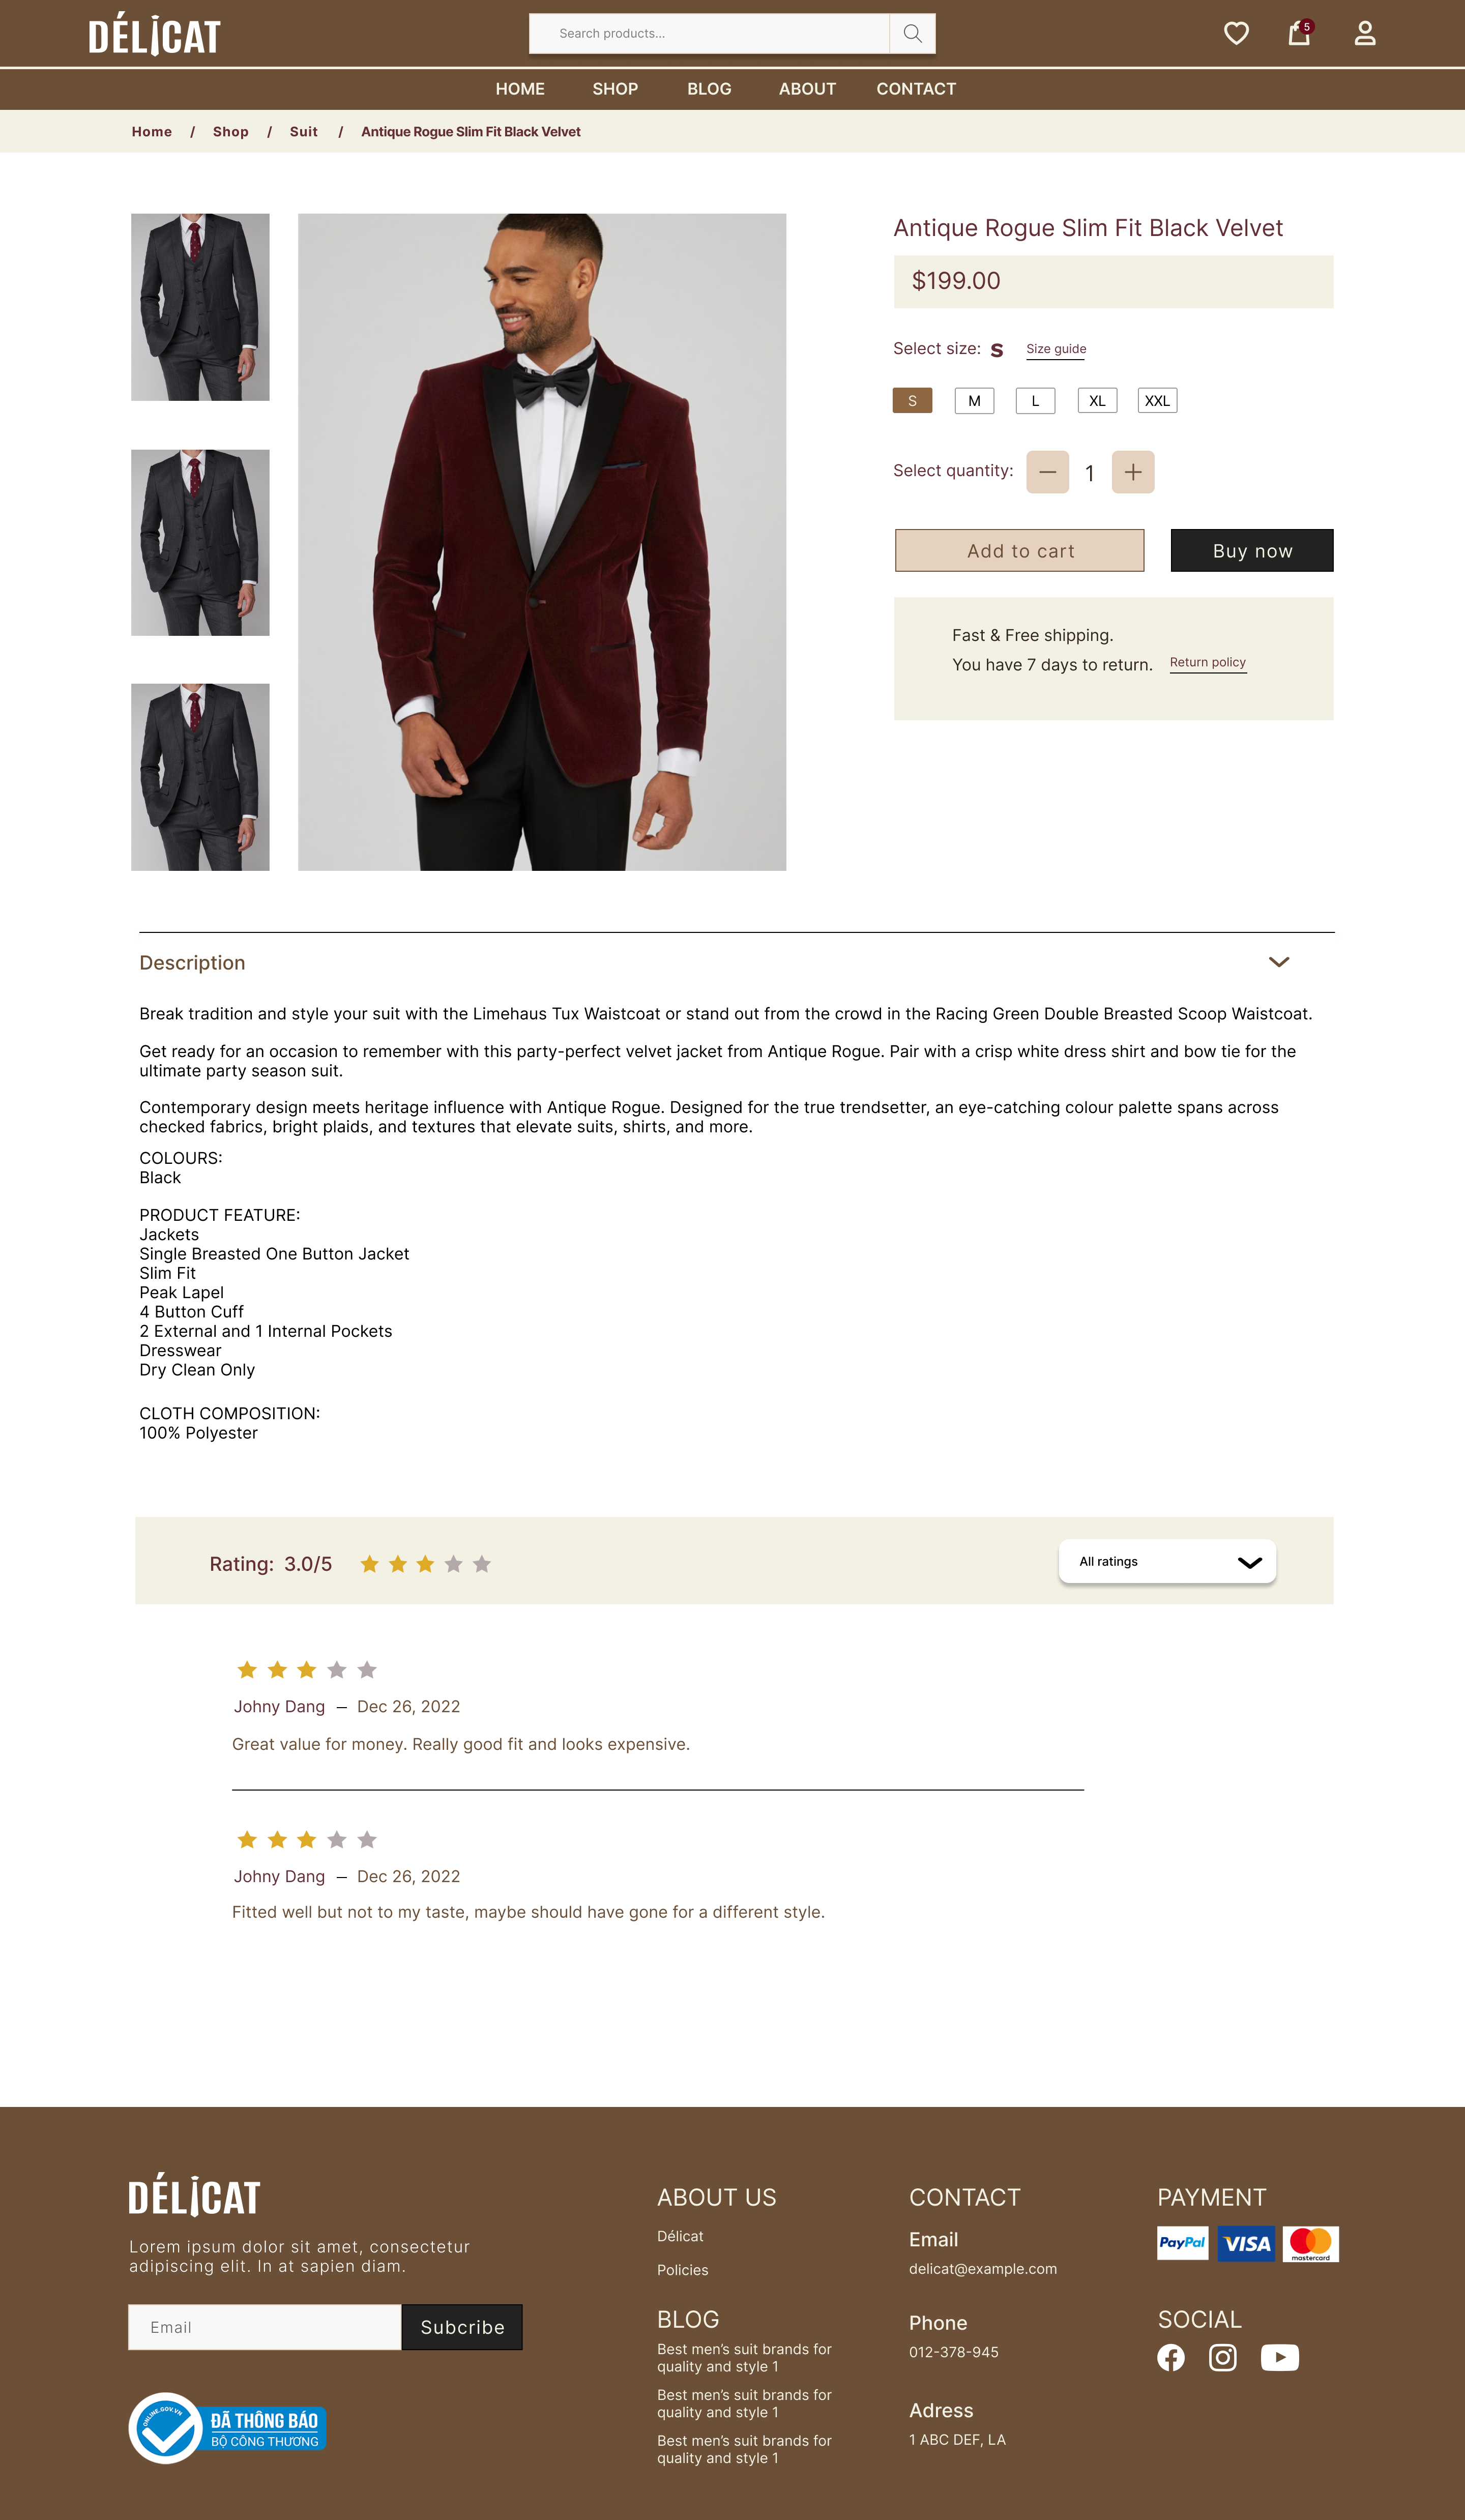 DÉLICAT
Search products...
5
HOME SHOP BLOG ABOUT CONTACT
Home / Shop / Suit / Antique Rogue Slim Fit Black Velvet
Antique Rogue Slim Fit Black Velvet
$199.00
Select size: S Size guide
S M L XL XXL
Select quantity: 1
Add to cart Buy now
Fast & Free shipping.
You have 7 days to return. Return policy
Description
Break tradition and style your suit with the Limehaus Tux Waistcoat or stand out from the crowd in the Racing Green Double Breasted Scoop Waistcoat.
Get ready for an occasion to remember with this party-perfect velvet jacket from Antique Rogue. Pair with a crisp white dress shirt and bow tie for the
ultimate party season suit.
Contemporary design meets heritage influence with Antique Rogue. Designed for the true trendsetter, an eye-catching colour palette spans across
checked fabrics, bright plaids, and textures that elevate suits, shirts, and more.
COLOURS:
Black
PRODUCT FEATURE:
Jackets
Single Breasted One Button Jacket
Slim Fit
Peak Lapel
4 Button Cuff
2 External and 1 Internal Pockets
Dresswear
Dry Clean Only
CLOTH COMPOSITION:
100% Polyester
Rating: 3.0/5
All ratings
Johny Dang – Dec 26, 2022
Great value for money. Really good fit and looks expensive.
Johny Dang – Dec 26, 2022
Fitted well but not to my taste, maybe should have gone for a different style.
DÉLICAT
Lorem ipsum dolor sit amet, consectetur
adipiscing elit. In at sapien diam.
Email Subcribe
ONLINE.GOV.VN
ĐÃ THÔNG BÁO
BỘ CÔNG THƯƠNG
ABOUT US
Délicat
Policies
BLOG
Best men's suit brands for
quality and style 1
Best men's suit brands for
quality and style 1
Best men's suit brands for
quality and style 1
CONTACT
Email
delicat@example.com
Phone
012-378-945
Adress
1 ABC DEF, LA
PAYMENT
PayPal VISA mastercard
SOCIAL